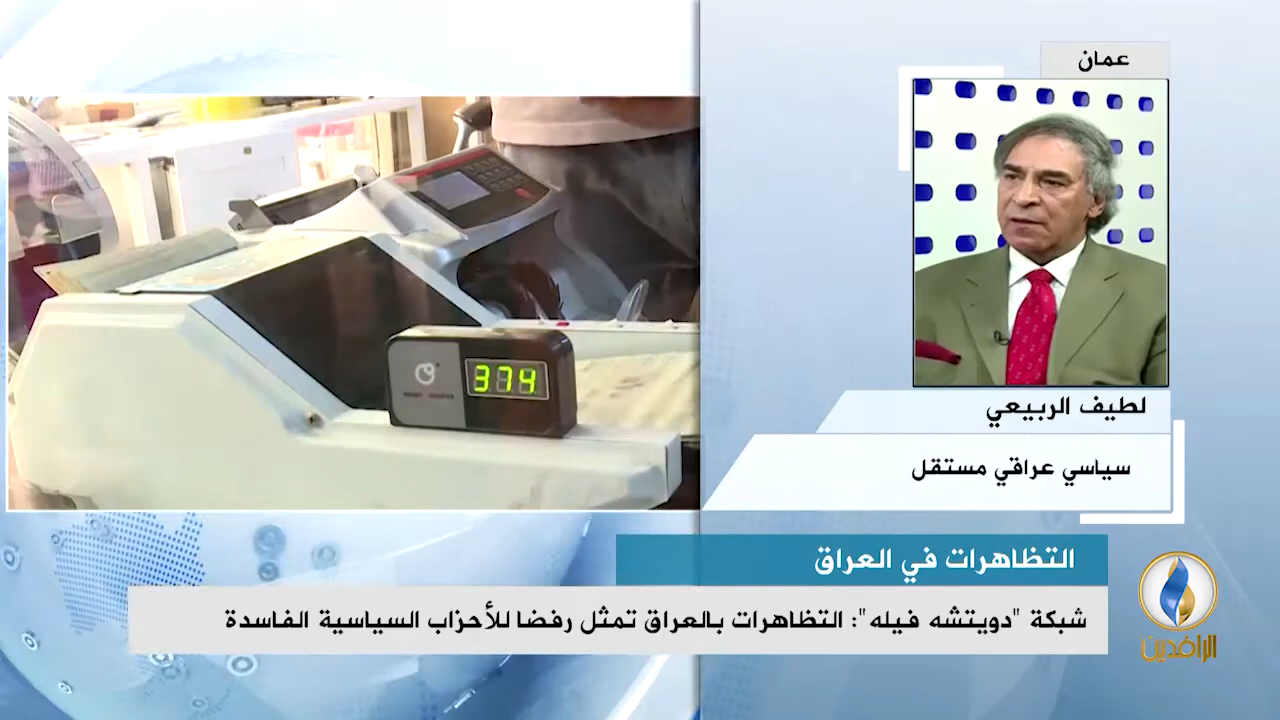 عمان
374
لطيف الربيعي
سياسي عراقي مستقل
التظاهرات في العراق
شبكة "دويتشه فيله": التظاهرات بالعراق تمثل رفضا للأحزاب السياسية الفاسدة
الرافدين